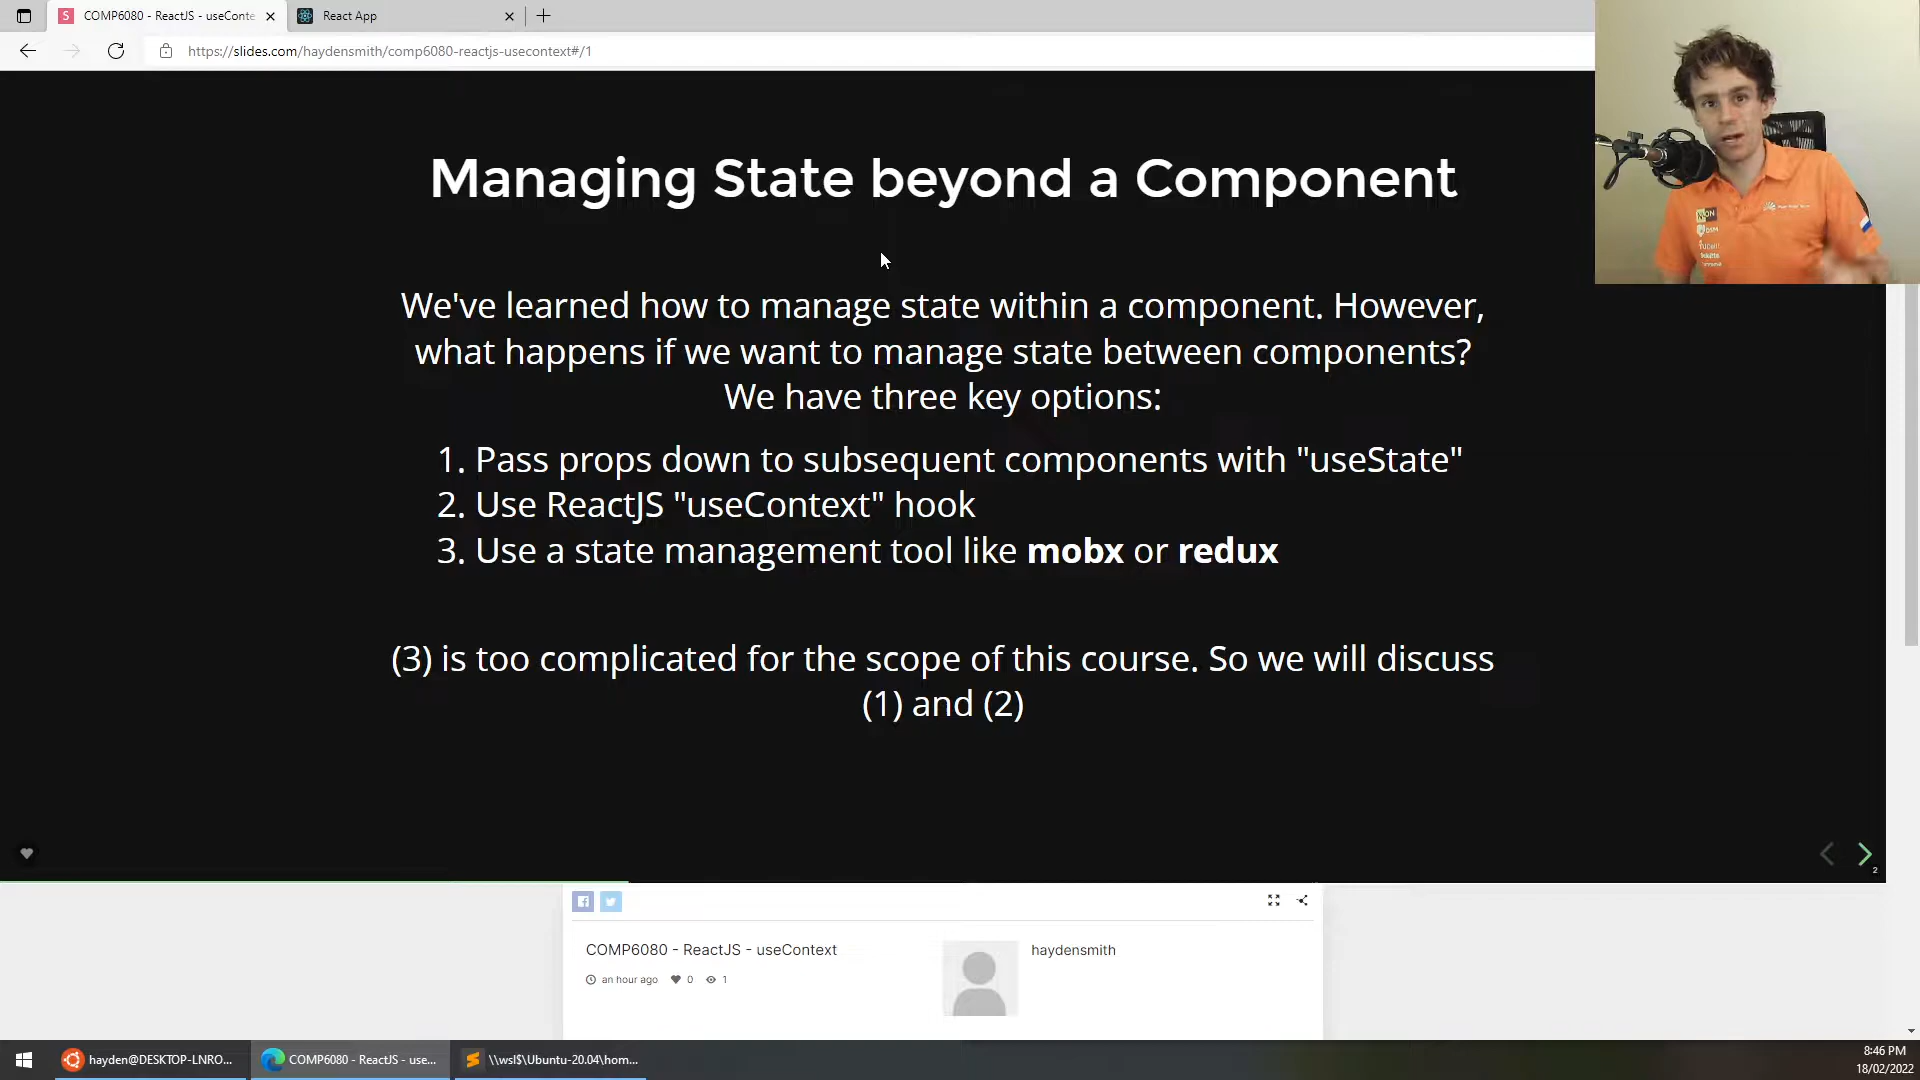 COMP6080 - ReactJS - useConte
React App
https://slides.com/haydensmith/comp6080-reactjs-usecontext#/1
Managing State beyond a Component
We've learned how to manage state within a component. However,
what happens if we want to manage state between components?
We have three key options:
1. Pass props down to subsequent components with "useState"
2. Use ReactJS "useContext" hook
3. Use a state management tool like mobx or redux
(3) is too complicated for the scope of this course. So we will discuss
(1) and (2)
2
COMP6080 - ReactJS - useContext
haydensmith
an hour ago 0 1
hayden@DESKTOP-LNRO...
COMP6080 - ReactJS - use...
\\wsl$\Ubuntu-20.04\hom...
8:46 PM
18/02/2022